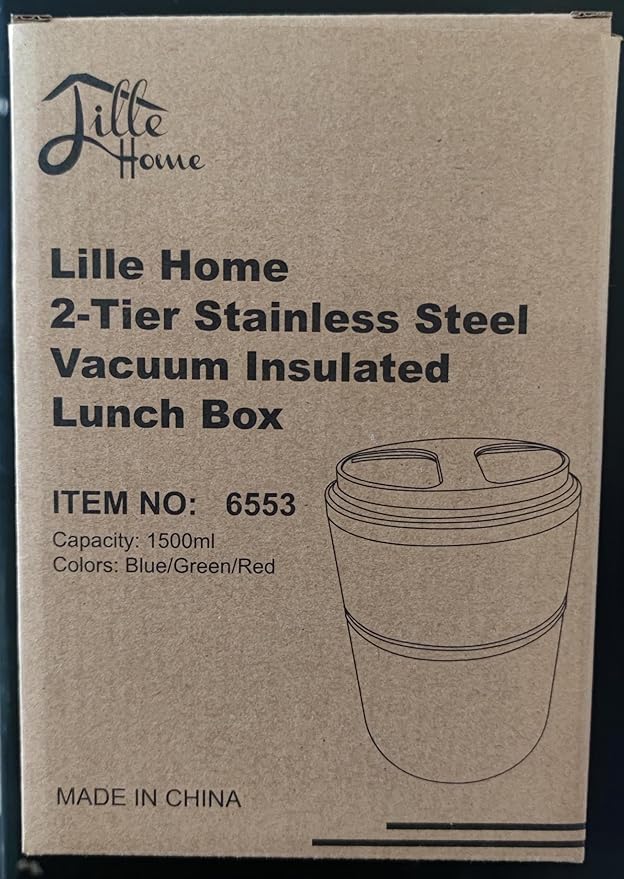 Lille
Home
Lille Home
2-Tier Stainless Steel
Vacuum Insulated
Lunch Box
ITEM NO: 6553
Capacity: 1500ml
Colors: Blue/Green/Red
MADE IN CHINA